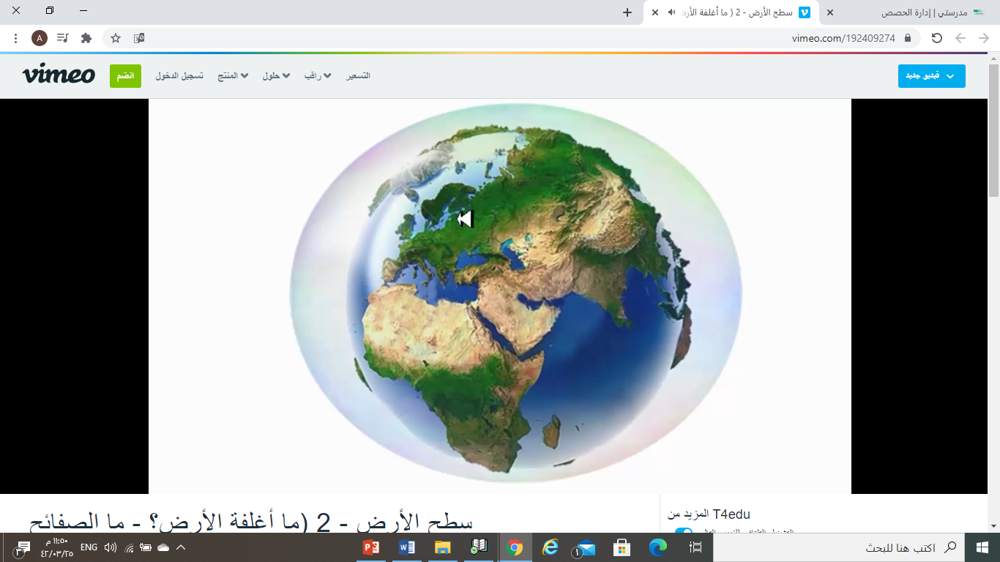 مدرستي | إدارة الحصص
سطح الأرض - 2 ( ما أغلفة الأرض
A
vimeo.com/192409274
vimeo
انضم
تسجيل الدخول
المنتج
حلول
راقب
التسعير
فيديو جديد
سطح الأرض - 2 (ما أغلفة الأرض؟ - ما الصفائح
المزيد من T4edu
اكتب هنا للبحث
ENG
١١:٥٠ م
٤٢/٠٣/٢٥
٣
١